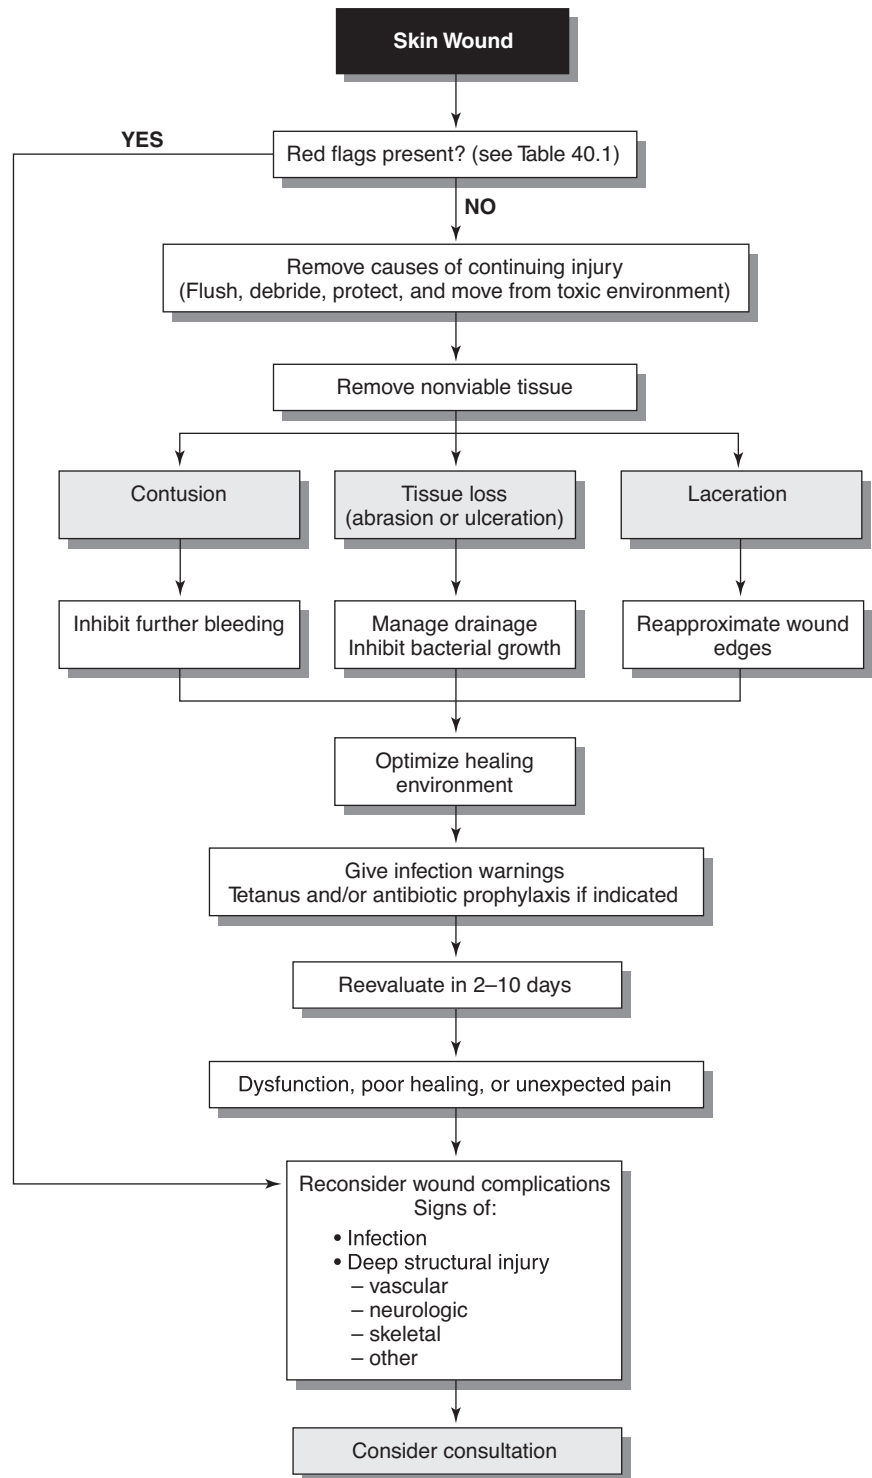 Skin Wound
YES
Red flags present? (see Table 40.1)
NO
Remove causes of continuing injury
(Flush, debride, protect, and move from toxic environment)
Remove nonviable tissue
Contusion
Tissue loss
(abrasion or ulceration)
Laceration
Inhibit further bleeding
Manage drainage
Inhibit bacterial growth
Reapproximate wound
edges
Optimize healing
environment
Give infection warnings
Tetanus and/or antibiotic prophylaxis if indicated
Reevaluate in 2–10 days
Dysfunction, poor healing, or unexpected pain
Reconsider wound complications
Signs of:
• Infection
• Deep structural injury
– vascular
– neurologic
– skeletal
– other
Consider consultation